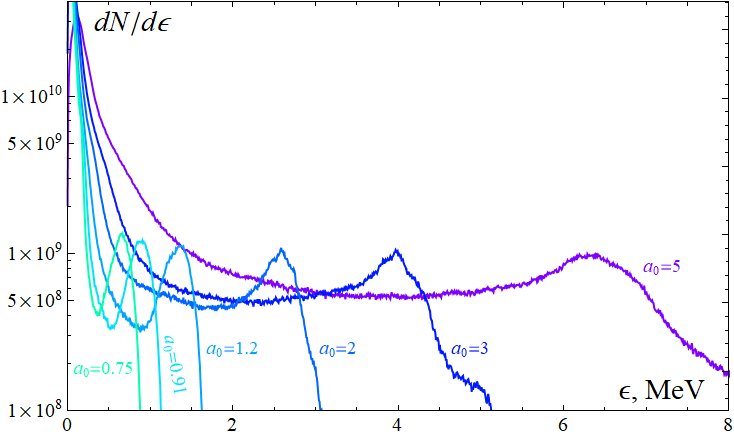 dN/dϵ
1×10¹⁰
5×10⁹
1×10⁹
5×10⁸
1×10⁸
a₀=5
a₀=0.75
a₀=0.91
a₀=1.2
a₀=2
a₀=3
ϵ, MeV
0 2 4 6 8